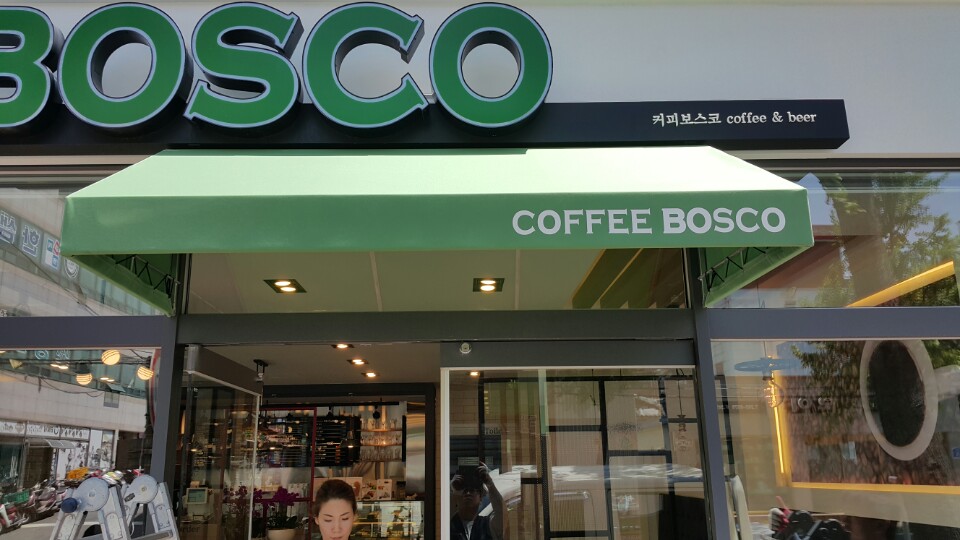 BOSCO
커피보스코 coffee & beer
COFFEE BOSCO